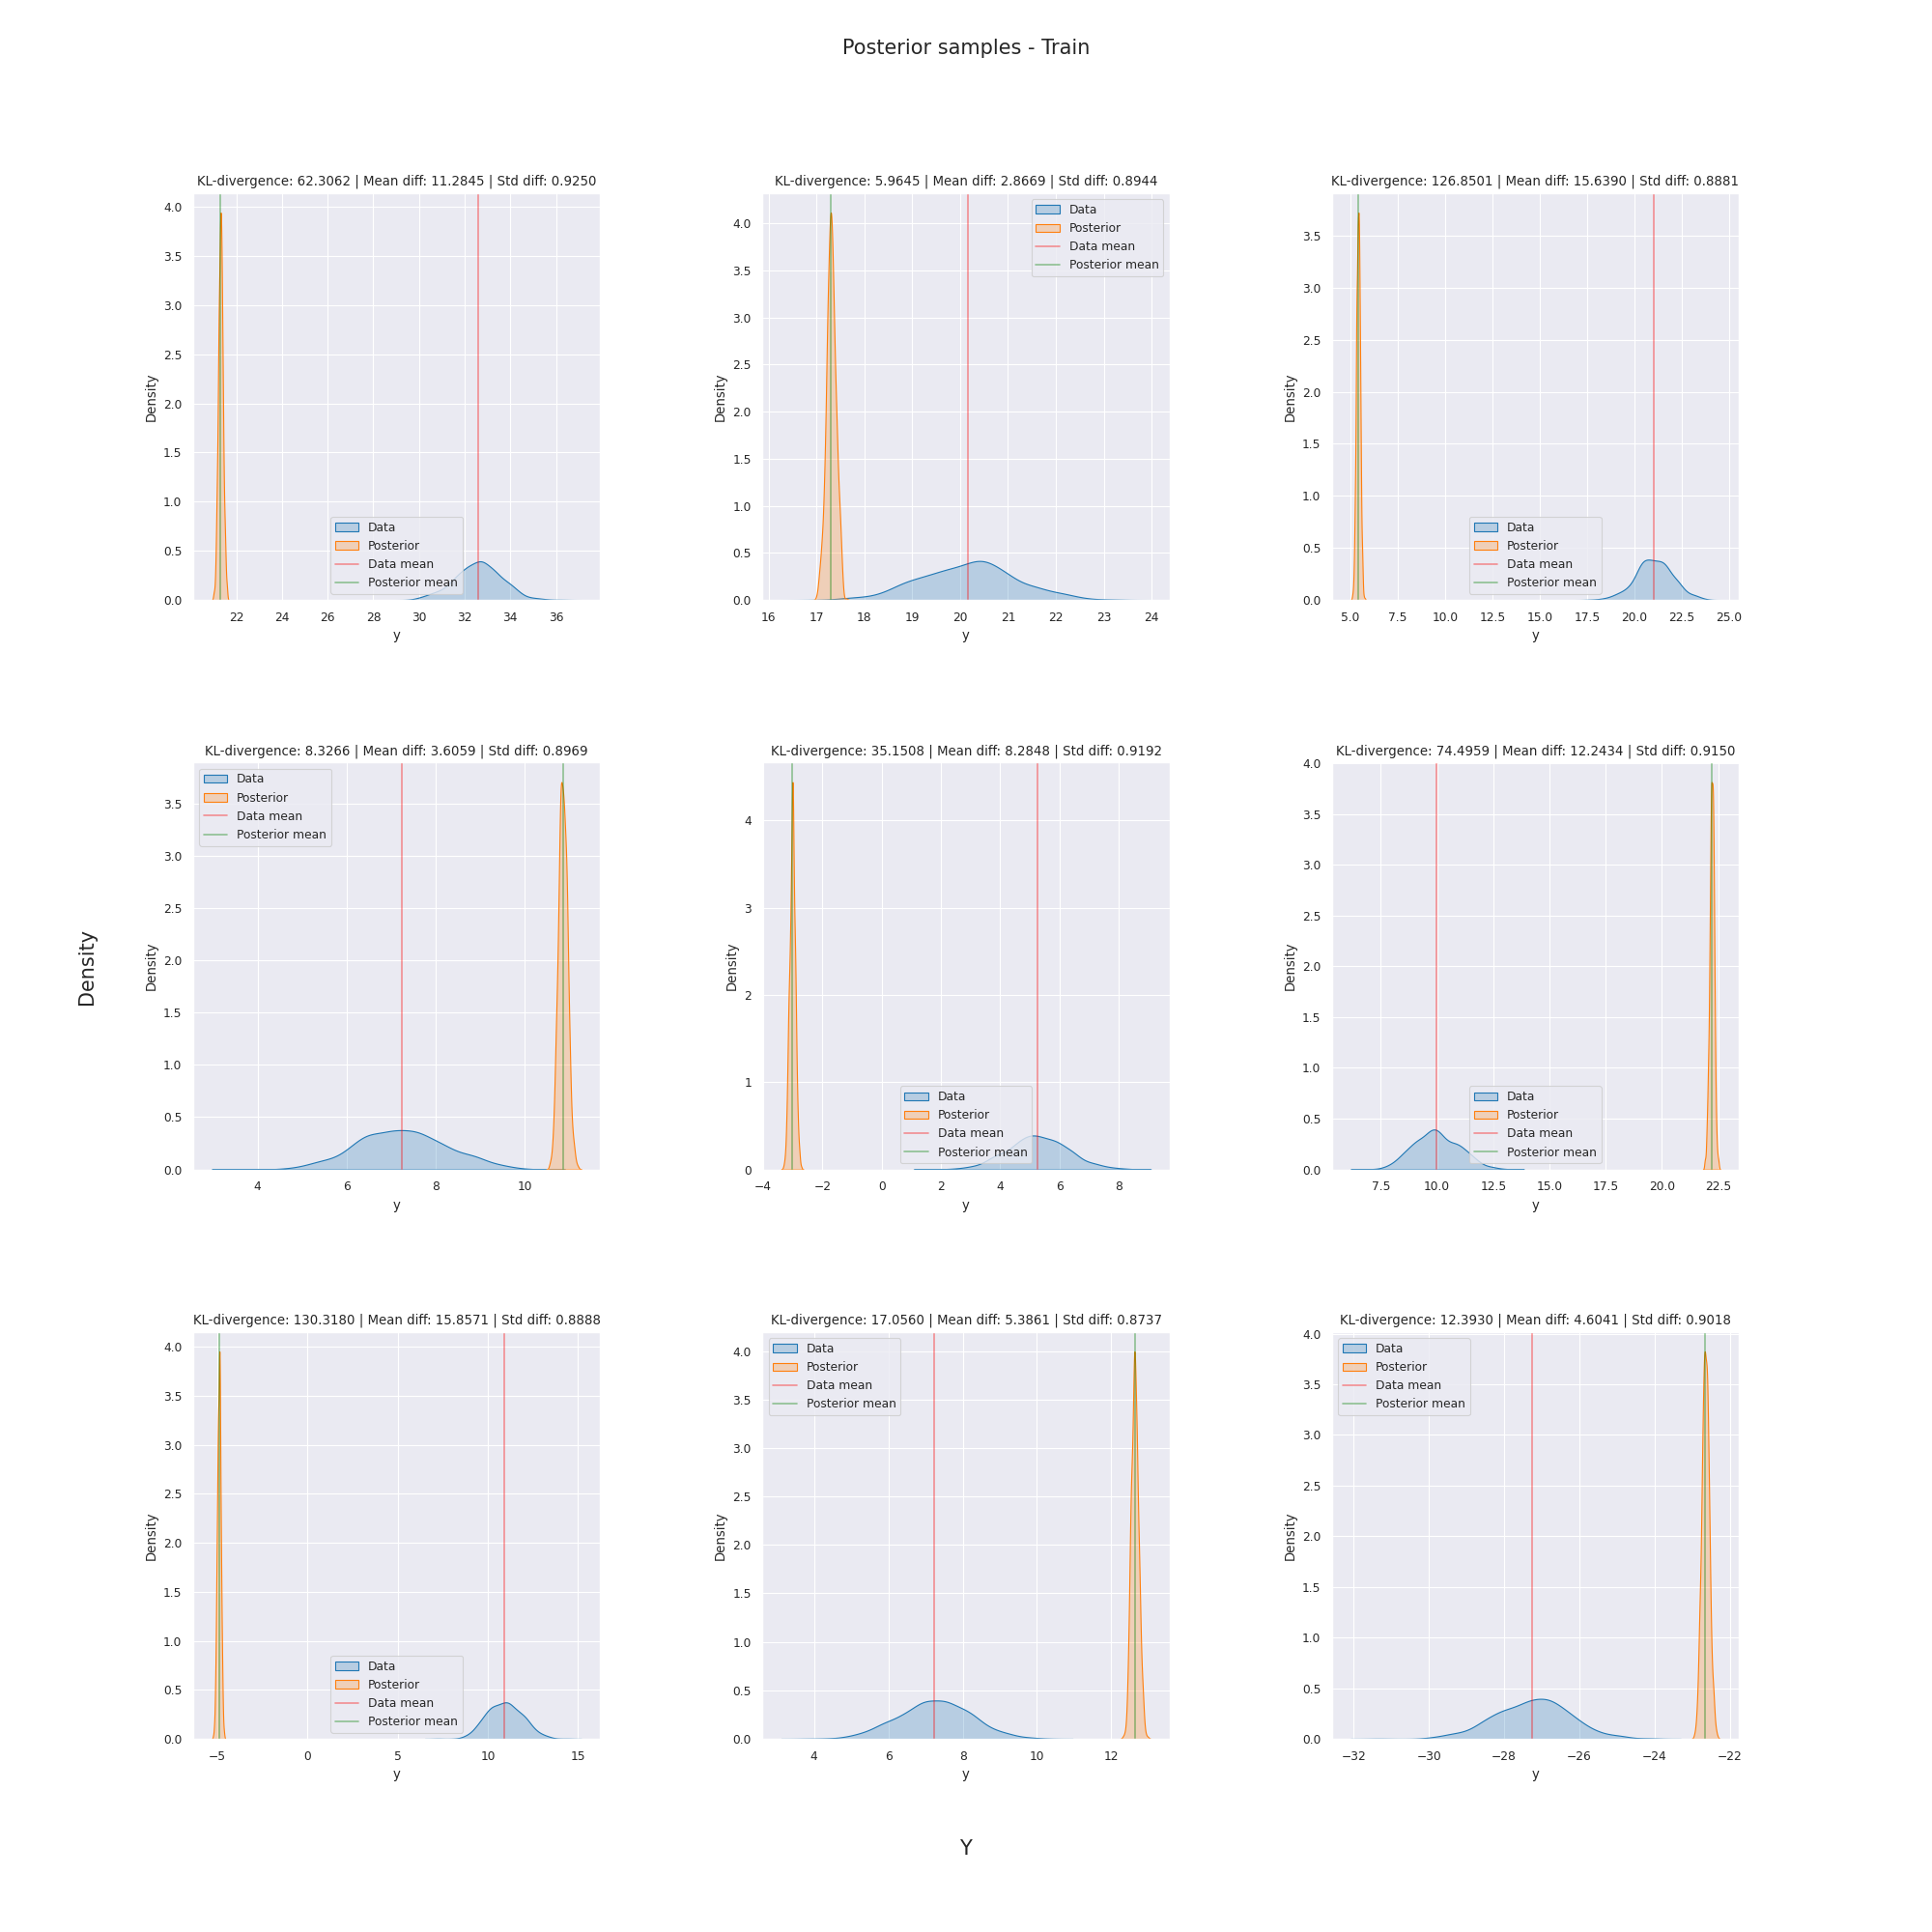 Posterior samples - Train
KL-divergence: 62.3062 | Mean diff: 11.2845 | Std diff: 0.9250
4.0
3.5
3.0
2.5
2.0
1.5
1.0
0.5
0.0
Density
Data
Posterior
Data mean
Posterior mean
22 24 26 28 30 32 34 36
y
KL-divergence: 5.9645 | Mean diff: 2.8669 | Std diff: 0.8944
4.0
3.5
3.0
2.5
2.0
1.5
1.0
0.5
0.0
Density
Data
Posterior
Data mean
Posterior mean
16 17 18 19 20 21 22 23 24
y
KL-divergence: 126.8501 | Mean diff: 15.6390 | Std diff: 0.8881
3.5
3.0
2.5
2.0
1.5
1.0
0.5
0.0
Density
Data
Posterior
Data mean
Posterior mean
5.0 7.5 10.0 12.5 15.0 17.5 20.0 22.5 25.0
y
KL-divergence: 8.3266 | Mean diff: 3.6059 | Std diff: 0.8969
3.5
3.0
2.5
2.0
1.5
1.0
0.5
0.0
Density
Data
Posterior
Data mean
Posterior mean
4 6 8 10
y
KL-divergence: 35.1508 | Mean diff: 8.2848 | Std diff: 0.9192
4
3
2
1
0
Density
Data
Posterior
Data mean
Posterior mean
−4 −2 0 2 4 6 8
y
KL-divergence: 74.4959 | Mean diff: 12.2434 | Std diff: 0.9150
4.0
3.5
3.0
2.5
2.0
1.5
1.0
0.5
0.0
Density
Data
Posterior
Data mean
Posterior mean
7.5 10.0 12.5 15.0 17.5 20.0 22.5
y
Density
KL-divergence: 130.3180 | Mean diff: 15.8571 | Std diff: 0.8888
4.0
3.5
3.0
2.5
2.0
1.5
1.0
0.5
0.0
Density
Data
Posterior
Data mean
Posterior mean
−5 0 5 10 15
y
KL-divergence: 17.0560 | Mean diff: 5.3861 | Std diff: 0.8737
4.0
3.5
3.0
2.5
2.0
1.5
1.0
0.5
0.0
Density
Data
Posterior
Data mean
Posterior mean
4 6 8 10 12
y
KL-divergence: 12.3930 | Mean diff: 4.6041 | Std diff: 0.9018
4.0
3.5
3.0
2.5
2.0
1.5
1.0
0.5
0.0
Density
Data
Posterior
Data mean
Posterior mean
−32 −30 −28 −26 −24 −22
y
Y